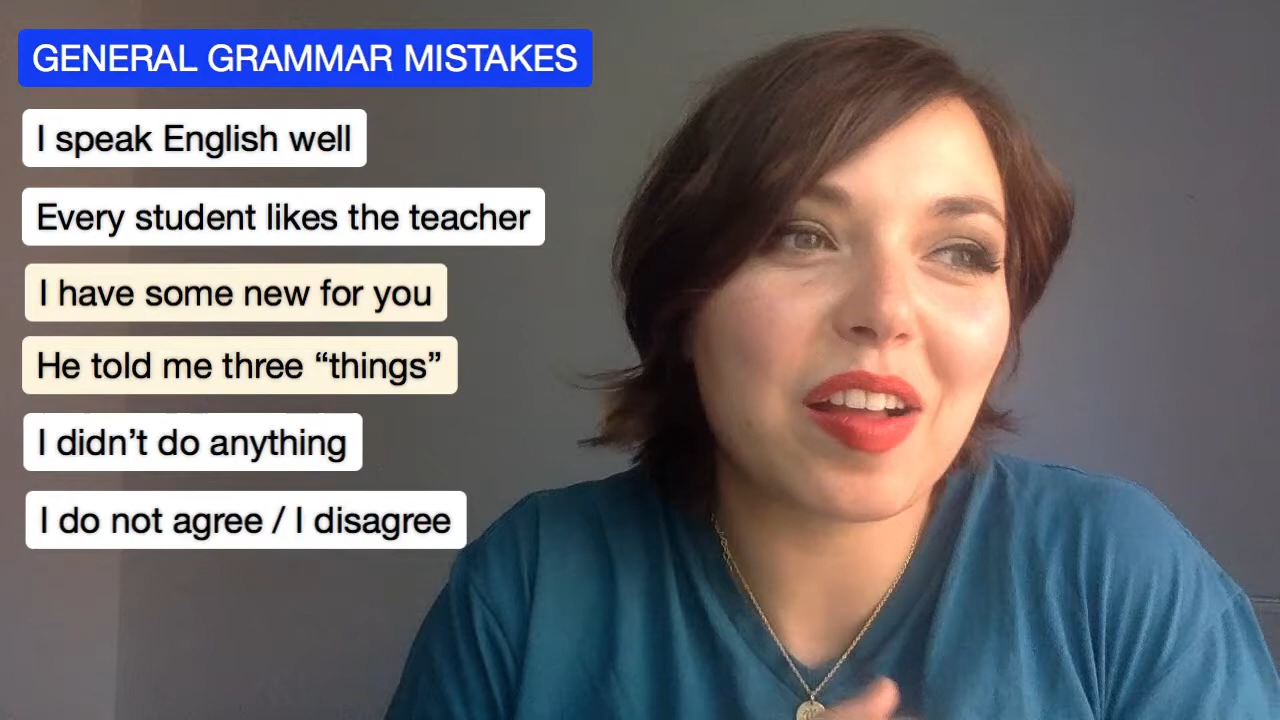 GENERAL GRAMMAR MISTAKES
I speak English well
Every student likes the teacher
I have some new for you
He told me three “things”
I didn’t do anything
I do not agree / I disagree